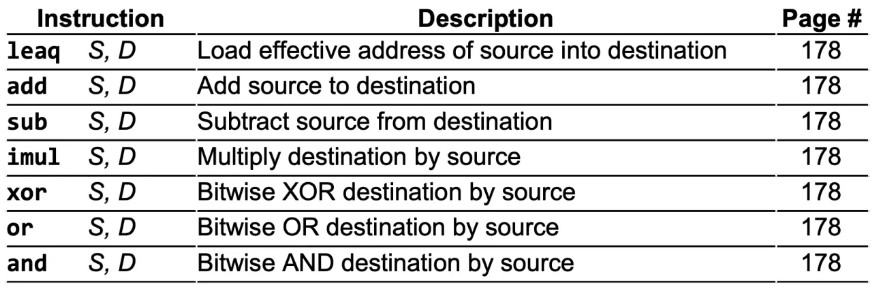 Instruction Description Page #
leaq S, D Load effective address of source into destination 178
add S, D Add source to destination 178
sub S, D Subtract source from destination 178
imul S, D Multiply destination by source 178
xor S, D Bitwise XOR destination by source 178
or S, D Bitwise OR destination by source 178
and S, D Bitwise AND destination by source 178